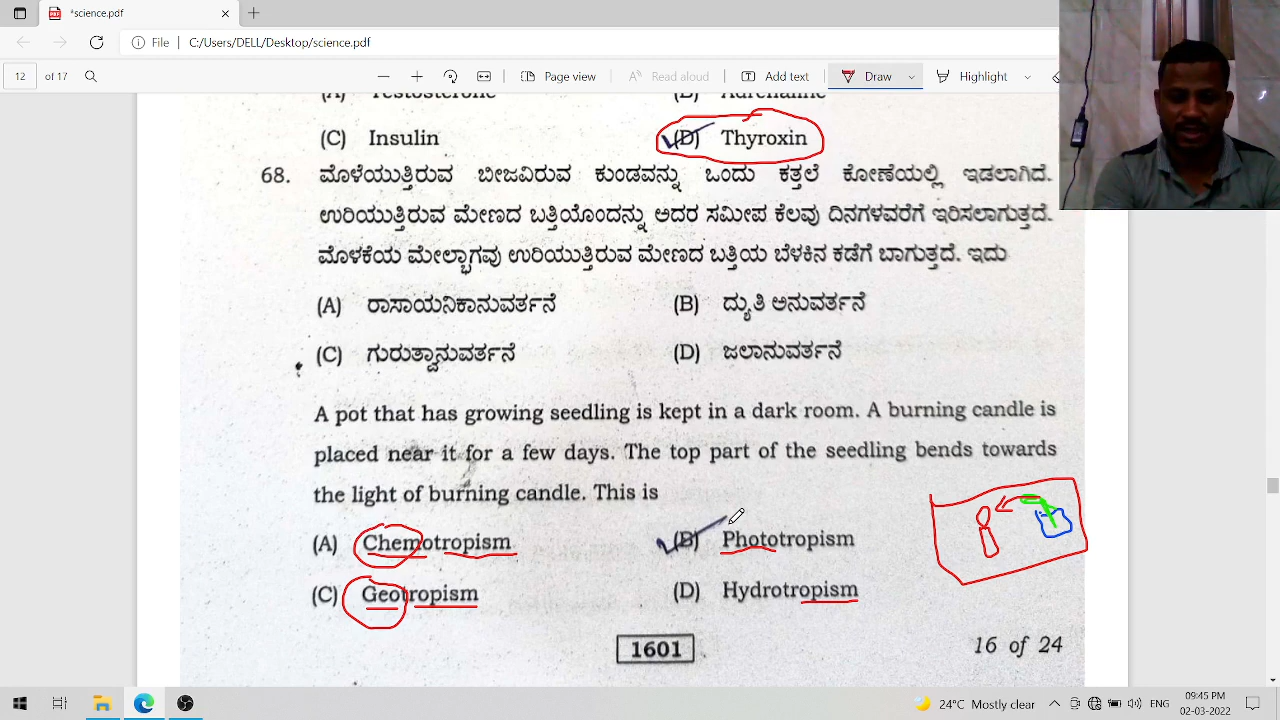 *science.pdf
File C:/Users/DELL/Desktop/science.pdf
12 of 17 Page view Read aloud Add text Draw Highlight
(A) Testosterone (B) Adrenaline
(C) Insulin (D) Thyroxin
68. ಮೊಳೆಯುತ್ತಿರುವ ಬೀಜವಿರುವ ಕುಂಡವನ್ನು ಒಂದು ಕತ್ತಲೆ ಕೋಣೆಯಲ್ಲಿ ಇಡಲಾಗಿದೆ.
ಉರಿಯುತ್ತಿರುವ ಮೇಣದ ಬತ್ತಿಯೊಂದನ್ನು ಅದರ ಸಮೀಪ ಕೆಲವು ದಿನಗಳವರೆಗೆ ಇರಿಸಲಾಗುತ್ತದೆ.
ಮೊಳಕೆಯ ಮೇಲ್ಭಾಗವು ಉರಿಯುತ್ತಿರುವ ಮೇಣದ ಬತ್ತಿಯ ಬೆಳಕಿನ ಕಡೆಗೆ ಬಾಗುತ್ತದೆ. ಇದು
(A) ರಾಸಾಯನಿಕಾನುವರ್ತನೆ (B) ದ್ಯುತಿ ಅನುವರ್ತನೆ
(C) ಗುರುತ್ವಾನುವರ್ತನೆ (D) ಜಲಾನುವರ್ತನೆ
A pot that has growing seedling is kept in a dark room. A burning candle is
placed near it for a few days. The top part of the seedling bends towards
the light of burning candle. This is
(A) Chemotropism (B) Phototropism
(C) Geotropism (D) Hydrotropism
1601 16 of 24
24°C Mostly clear ENG 09:45 PM
02-03-2022